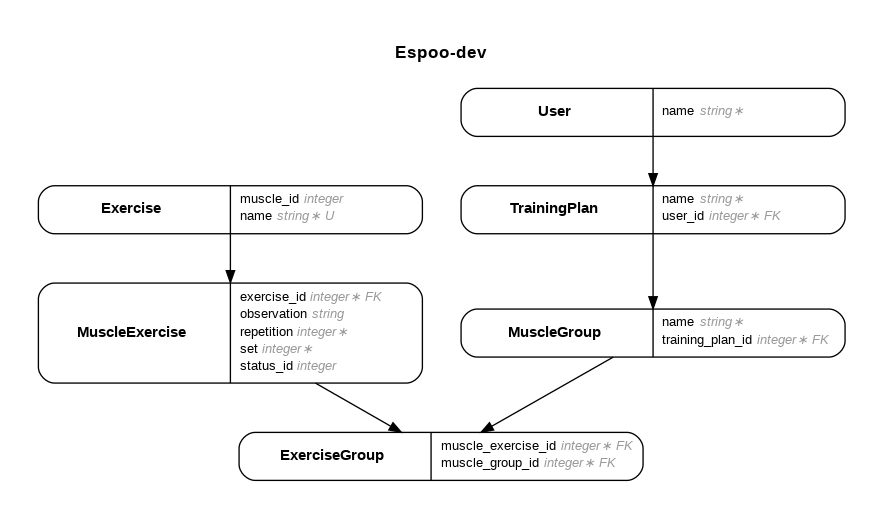 Espoo-dev
User
name string∗
Exercise
muscle_id integer
name string∗ U
TrainingPlan
name string∗
user_id integer∗ FK
MuscleExercise
exercise_id integer∗ FK
observation string
repetition integer∗
set integer∗
status_id integer
MuscleGroup
name string∗
training_plan_id integer∗ FK
ExerciseGroup
muscle_exercise_id integer∗ FK
muscle_group_id integer∗ FK